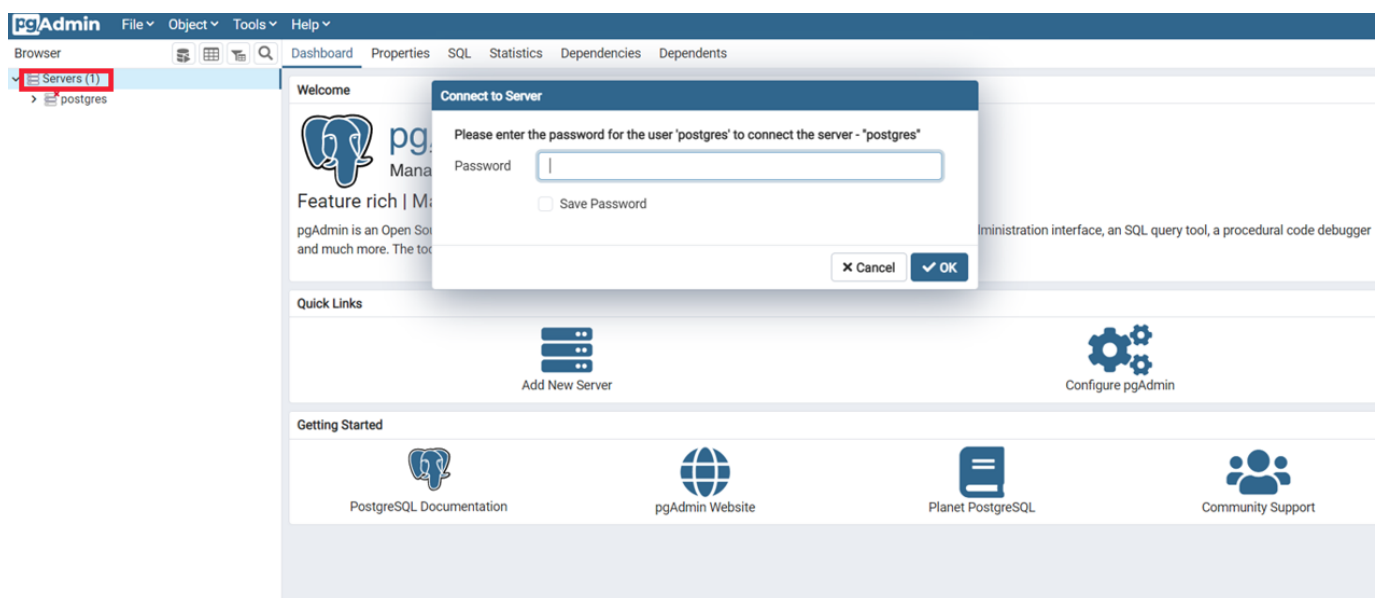 pgAdmin File Object Tools Help
Browser
Dashboard Properties SQL Statistics Dependencies Dependents
Servers (1)
postgres
Welcome
Connect to Server
Please enter the password for the user 'postgres' to connect the server - "postgres"
Password
Save Password
Cancel OK
pg
Mana
Feature rich | Ma
pgAdmin is an Open Sou
ministration interface, an SQL query tool, a procedural code debugger
and much more. The too
Quick Links
Add New Server
Configure pgAdmin
Getting Started
PostgreSQL Documentation
pgAdmin Website
Planet PostgreSQL
Community Support